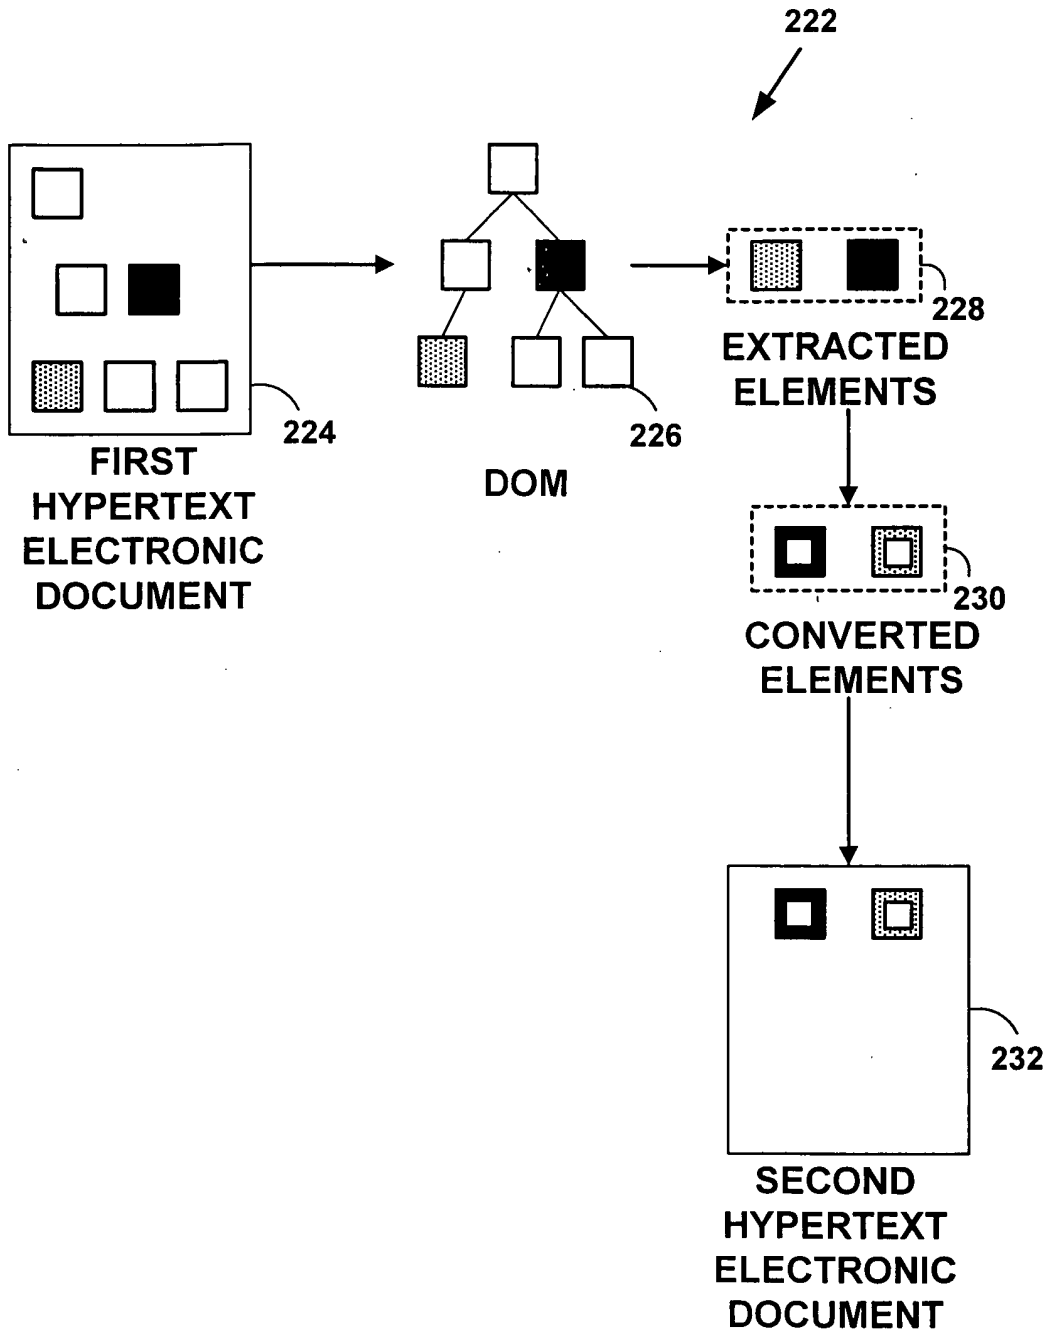 222
228
EXTRACTED
ELEMENTS
224
226
FIRST
HYPERTEXT
ELECTRONIC
DOCUMENT
DOM
230
CONVERTED
ELEMENTS
232
SECOND
HYPERTEXT
ELECTRONIC
DOCUMENT